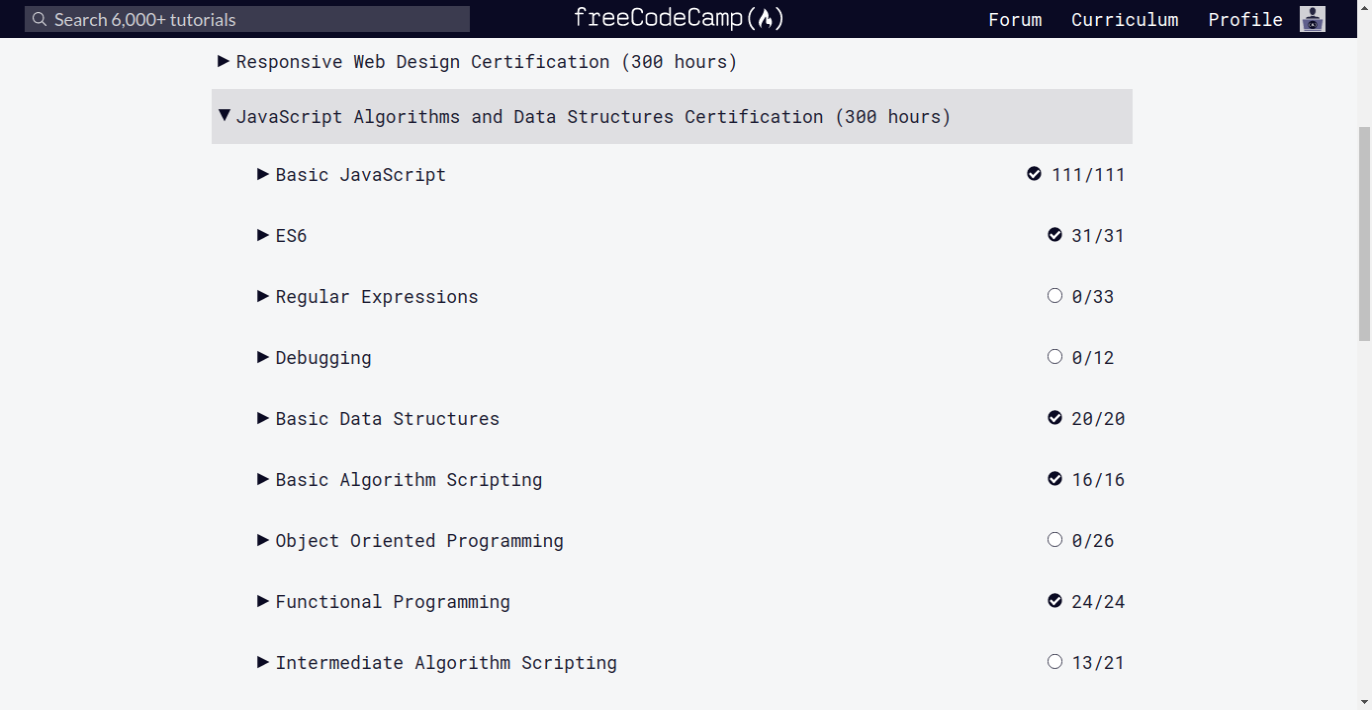 Search 6,000+ tutorials
freeCodeCamp(🔥)
Forum Curriculum Profile
Responsive Web Design Certification (300 hours)
JavaScript Algorithms and Data Structures Certification (300 hours)
Basic JavaScript 111/111
ES6 31/31
Regular Expressions 0/33
Debugging 0/12
Basic Data Structures 20/20
Basic Algorithm Scripting 16/16
Object Oriented Programming 0/26
Functional Programming 24/24
Intermediate Algorithm Scripting 13/21